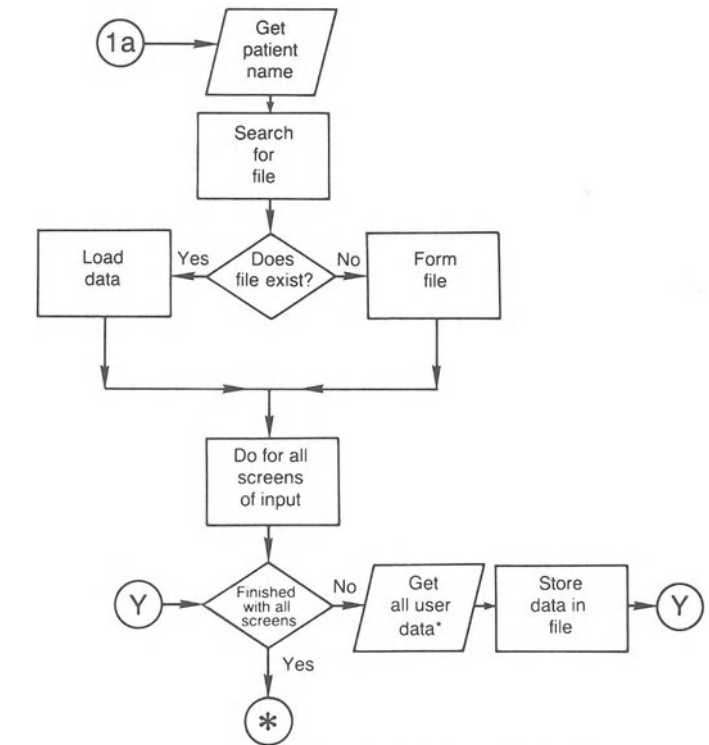 1a
Get
patient
name
Search
for
file
Load
data
Yes
Does
file exist?
No
Form
file
Do for all
screens
of input
Y
Finished
with all
screens
No
Get
all user
data*
Store
data in
file
Y
Yes
*